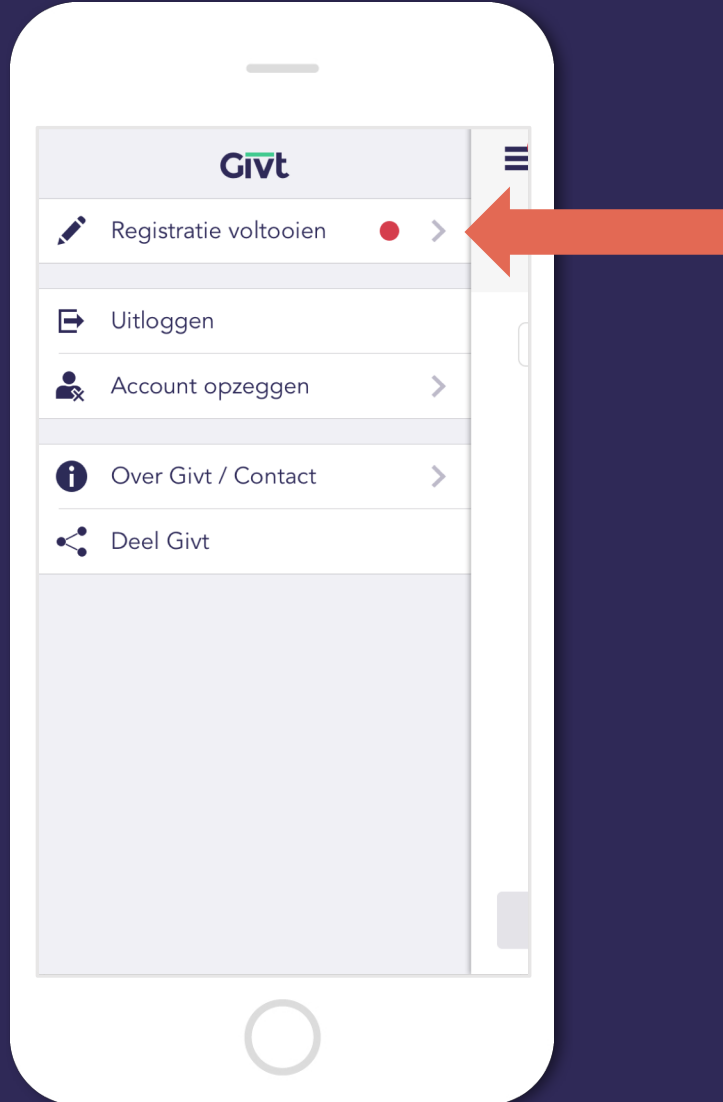 Givt
Registratie voltooien
Uitloggen
Account opzeggen
Over Givt / Contact
Deel Givt